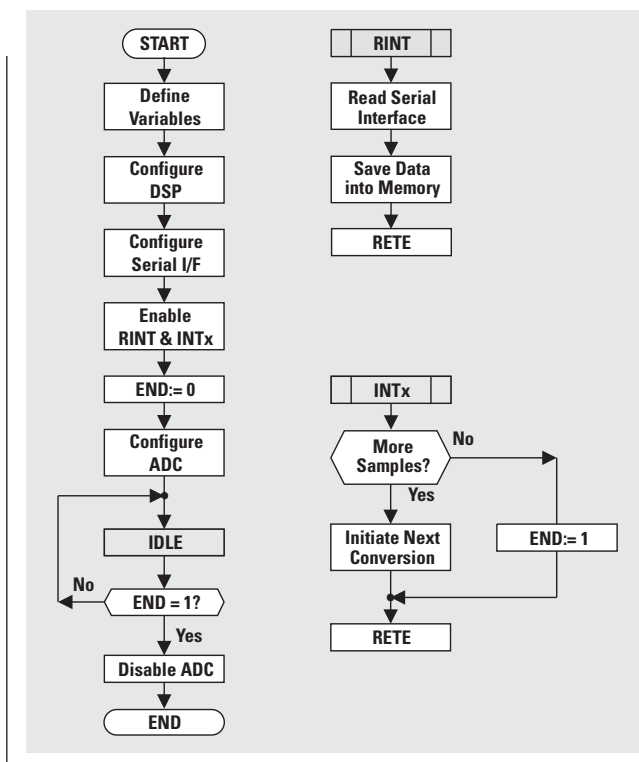 START
Define
Variables
Configure
DSP
Configure
Serial I/F
Enable
RINT & INTx
END:= 0
Configure
ADC
IDLE
No
END = 1?
Yes
Disable ADC
END
RINT
Read Serial
Interface
Save Data
into Memory
RETE
INTx
More
Samples?
No
Yes
Initiate Next
Conversion
END:= 1
RETE